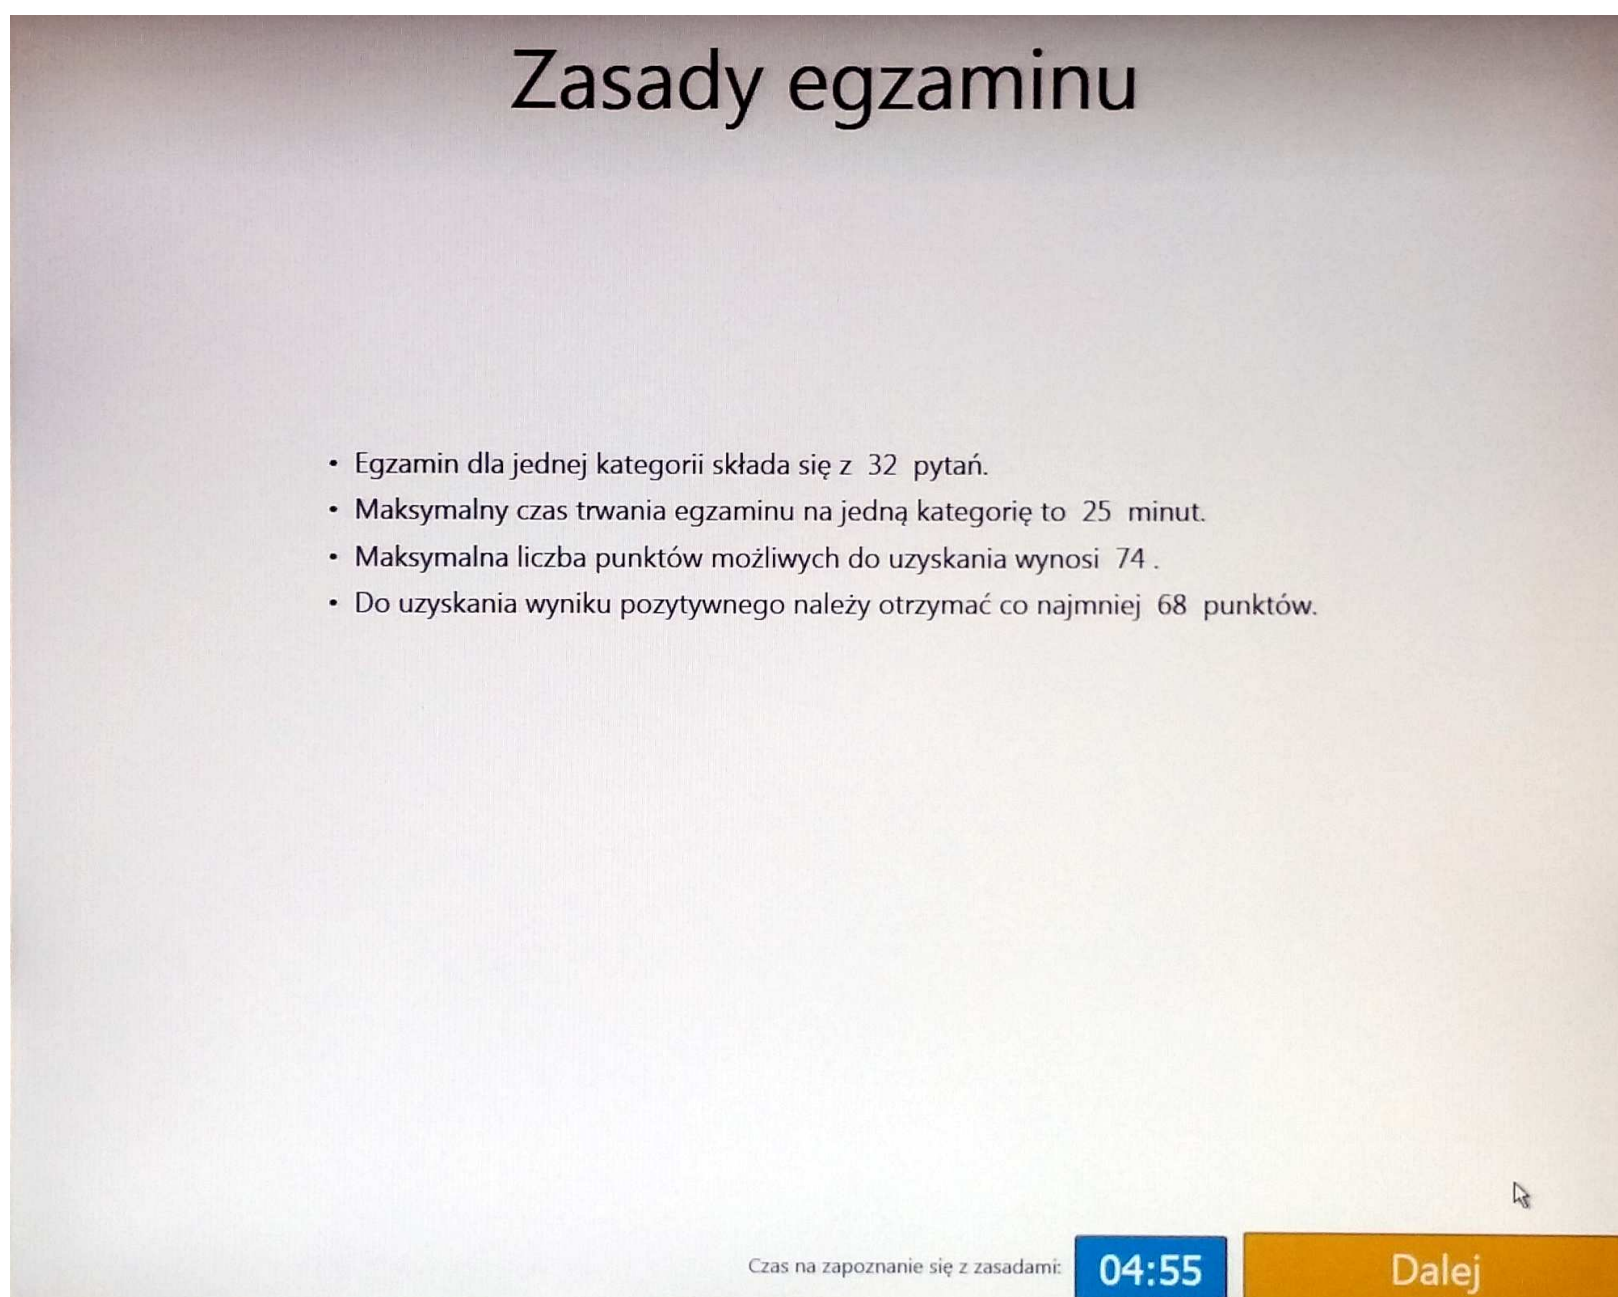 Zasady egzaminu
• Egzamin dla jednej kategorii składa się z 32 pytań.
• Maksymalny czas trwania egzaminu na jedną kategorię to 25 minut.
• Maksymalna liczba punktów możliwych do uzyskania wynosi 74 .
• Do uzyskania wyniku pozytywnego należy otrzymać co najmniej 68 punktów.
Czas na zapoznanie się z zasadami: 04:55 Dalej